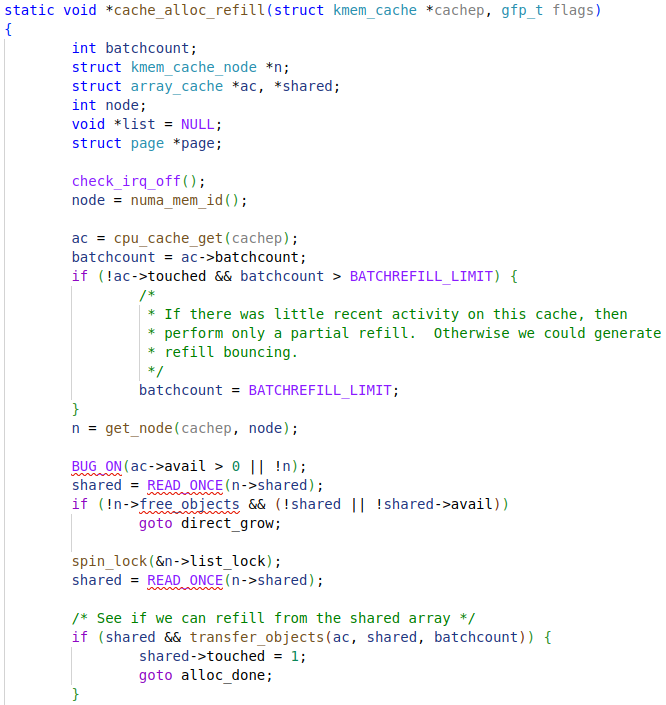 static void *cache_alloc_refill(struct kmem_cache *cachep, gfp_t flags)
{
        int batchcount;
        struct kmem_cache_node *n;
        struct array_cache *ac, *shared;
        int node;
        void *list = NULL;
        struct page *page;

        check_irq_off();
        node = numa_mem_id();

        ac = cpu_cache_get(cachep);
        batchcount = ac->batchcount;
        if (!ac->touched && batchcount > BATCHREFILL_LIMIT) {
                /*
                 * If there was little recent activity on this cache, then
                 * perform only a partial refill.  Otherwise we could generate
                 * refill bouncing.
                 */
                batchcount = BATCHREFILL_LIMIT;
        }
        n = get_node(cachep, node);

        BUG_ON(ac->avail > 0 || !n);
        shared = READ_ONCE(n->shared);
        if (!n->free_objects && (!shared || !shared->avail))
                goto direct_grow;

        spin_lock(&n->list_lock);
        shared = READ_ONCE(n->shared);

        /* See if we can refill from the shared array */
        if (shared && transfer_objects(ac, shared, batchcount)) {
                shared->touched = 1;
                goto alloc_done;
        }